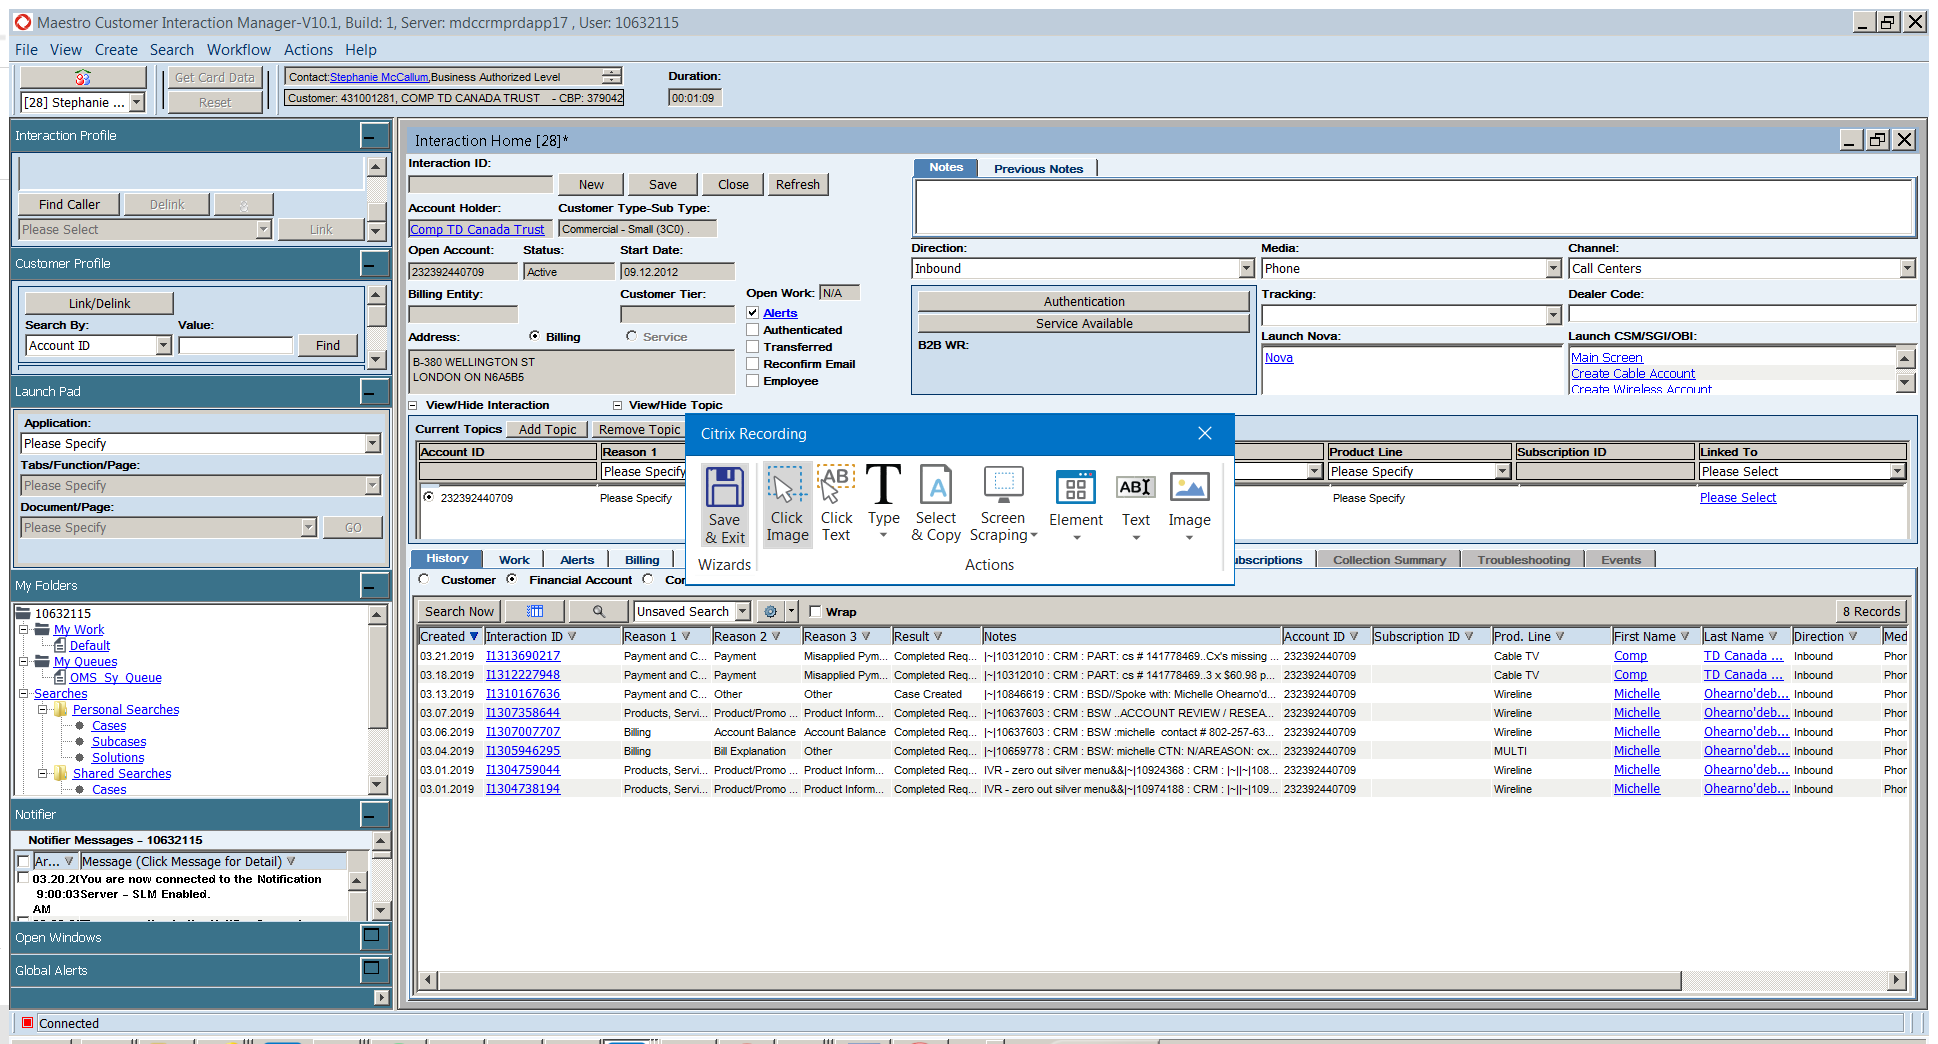 Maestro Customer Interaction Manager-V10.1, Build: 1, Server: mdccrmprdapp17 , User: 10632115
File View Create Search Workflow Actions Help
Get Card Data
[28] Stephanie ...
Reset
Contact:Stephanie McCallum,Business Authorized Level
Customer: 431001281, COMP TD CANADA TRUST - CBP: 379042
Duration:
00:01:09
Interaction Profile
Find Caller Delink
Please Select Link
Customer Profile
Link/Delink
Search By: Value:
Account ID Find
Launch Pad
Application:
Please Specify
Tabs/Function/Page:
Please Specify
Document/Page:
Please Specify GO
My Folders
10632115
My Work
Default
My Queues
OMS_Sy_Queue
Searches
Personal Searches
Cases
Subcases
Solutions
Shared Searches
Cases
Notifier
Notifier Messages - 10632115
Ar... Message (Click Message for Detail)
03.20.2(You are now connected to the Notification
9:00:03Server - SLM Enabled.
AM
Open Windows
Global Alerts
Connected
Interaction Home [28]*
Interaction ID:
New Save Close Refresh
Account Holder: Customer Type-Sub Type:
Comp TD Canada Trust Commercial - Small (3C0) .
Open Account: Status: Start Date:
232392440709 Active 09.12.2012
Billing Entity: Customer Tier: Open Work: N/A
Alerts
Authenticated
Transferred
Reconfirm Email
Employee
Address: Billing Service
B-380 WELLINGTON ST
LONDON ON N6A5B5
Notes Previous Notes
Direction: Media: Channel:
Inbound Phone Call Centers
Authentication
Service Available
B2B WR:
Tracking: Dealer Code:
Launch Nova: Launch CSM/SGI/OBI:
Nova
Main Screen
Create Cable Account
Create Wireless Account
View/Hide Interaction View/Hide Topic
Current Topics Add Topic Remove Topic
Account ID Reason 1 Product Line Subscription ID Linked To
Please Specify Please Specify Please Select
232392440709 Please Specify Please Specify Please Select
Citrix Recording
Save & Exit
Click Image
Click Text
Type
Select & Copy
Screen Scraping
Element
Text
Image
Wizards Actions
History Work Alerts Billing ubscriptions Collection Summary Troubleshooting Events
Customer Financial Account Cor
Search Now Unsaved Search Wrap 8 Records
Created Interaction ID Reason 1 Reason 2 Reason 3 Result Notes Account ID Subscription ID Prod. Line First Name Last Name Direction Med
03.21.2019 I1313690217 Payment and C... Payment Misapplied Pym... Completed Req... |~|10312010 : CRM : PART: cs # 141778469..Cx's missing ... 232392440709 Cable TV Comp TD Canada ... Inbound Phor
03.18.2019 I1312227948 Payment and C... Payment Misapplied Pym... Completed Req... |~|10312010 : CRM : PART: cs # 141778469..3 x $60.98 p... 232392440709 Cable TV Comp TD Canada ... Inbound Phor
03.13.2019 I1310167636 Payment and C... Other Other Case Created |~|10846619 : CRM : BSD//Spoke with: Michelle Ohearno'd... 232392440709 Wireline Michelle Ohearno'deb... Inbound Phor
03.07.2019 I1307358644 Products, Servi... Product/Promo ... Product Inform... Completed Req... |~|10637603 : CRM : BSW ..ACCOUNT REVIEW / RESEA... 232392440709 Wireline Michelle Ohearno'deb... Inbound Phor
03.06.2019 I1307007707 Billing Account Balance Account Balance Completed Req... |~|10637603 : CRM : BSW :michelle contact # 802-257-63... 232392440709 Wireline Michelle Ohearno'deb... Inbound Phor
03.04.2019 I1305946295 Billing Bill Explanation Other Completed Req... |~|10659778 : CRM : BSW: michelle CTN: N/AREASON: cx... 232392440709 MULTI Michelle Ohearno'deb... Inbound Phor
03.01.2019 I1304759044 Products, Servi... Product/Promo ... Product Inform... Completed Req... IVR - zero out silver menu&&|~|10924368 : CRM : |~||~|108... 232392440709 Wireline Michelle Ohearno'deb... Inbound Phor
03.01.2019 I1304738194 Products, Servi... Product/Promo ... Product Inform... Completed Req... IVR - zero out silver menu&&|~|10974188 : CRM : |~||~|109... 232392440709 Wireline Michelle Ohearno'deb... Inbound Phor